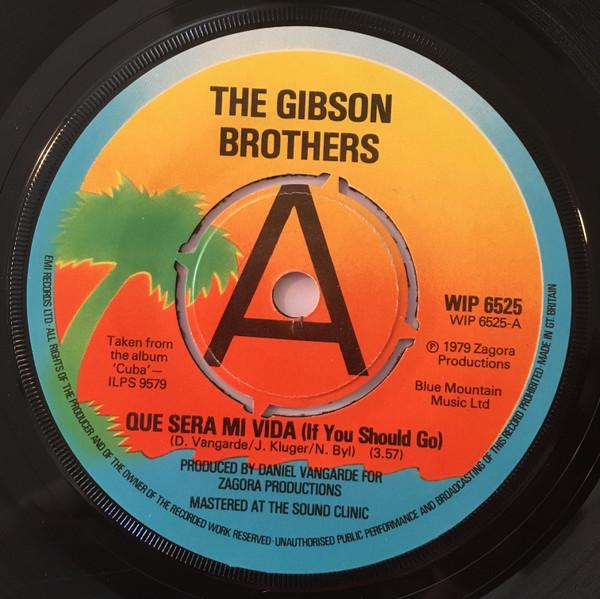 THE GIBSON
BROTHERS
A
WIP 6525
WIP 6525-A
Taken from
the album
'Cuba'—
ILPS 9579
℗ 1979 Zagora
Productions
Blue Mountain
Music Ltd
QUE SERA MI VIDA (If You Should Go)
(D. Vangarde/J. Kluger/N. Byl) (3.57)
PRODUCED BY DANIEL VANGARDE FOR
ZAGORA PRODUCTIONS
MASTERED AT THE SOUND CLINIC
EMI RECORDS LTD·ALL RIGHTS OF THE PRODUCER AND OF THE OWNER OF THE RECORDED WORK RESERVED·UNAUTHORISED PUBLIC PERFORMANCE AND BROADCASTING OF THIS RECORD PROHIBITED·MADE IN GT. BRITAIN